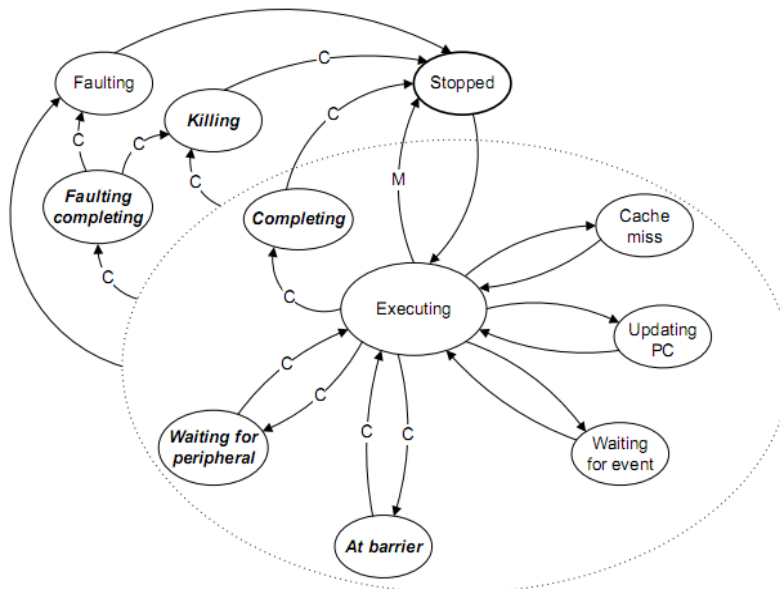 Faulting
C
Stopped
Killing
C
C
C
M
C
Faulting
completing
Completing
Cache
miss
C
C
Executing
Updating
PC
C
C
Waiting for
peripheral
C
C
Waiting
for event
At barrier